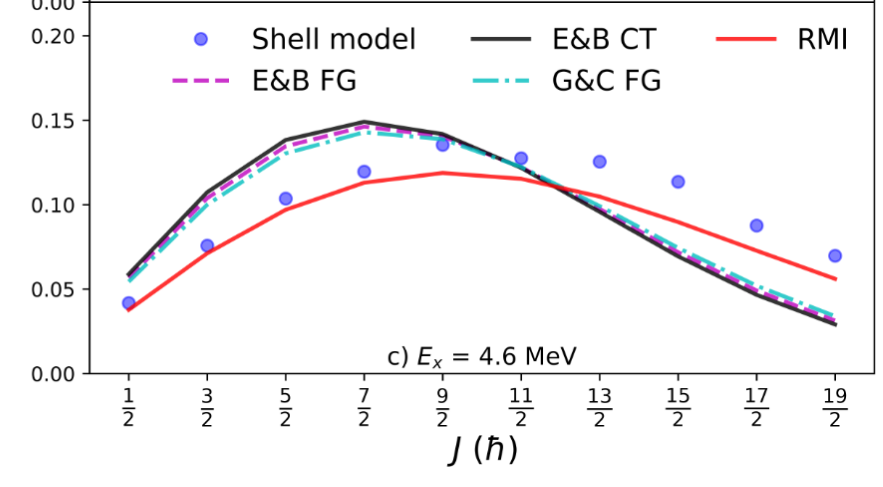 0.00
0.20
Shell model E&B CT RMI
E&B FG G&C FG
0.15
0.10
0.05
0.00
c) Eₓ = 4.6 MeV
1/2 3/2 5/2 7/2 9/2 11/2 13/2 15/2 17/2 19/2
J (ħ)